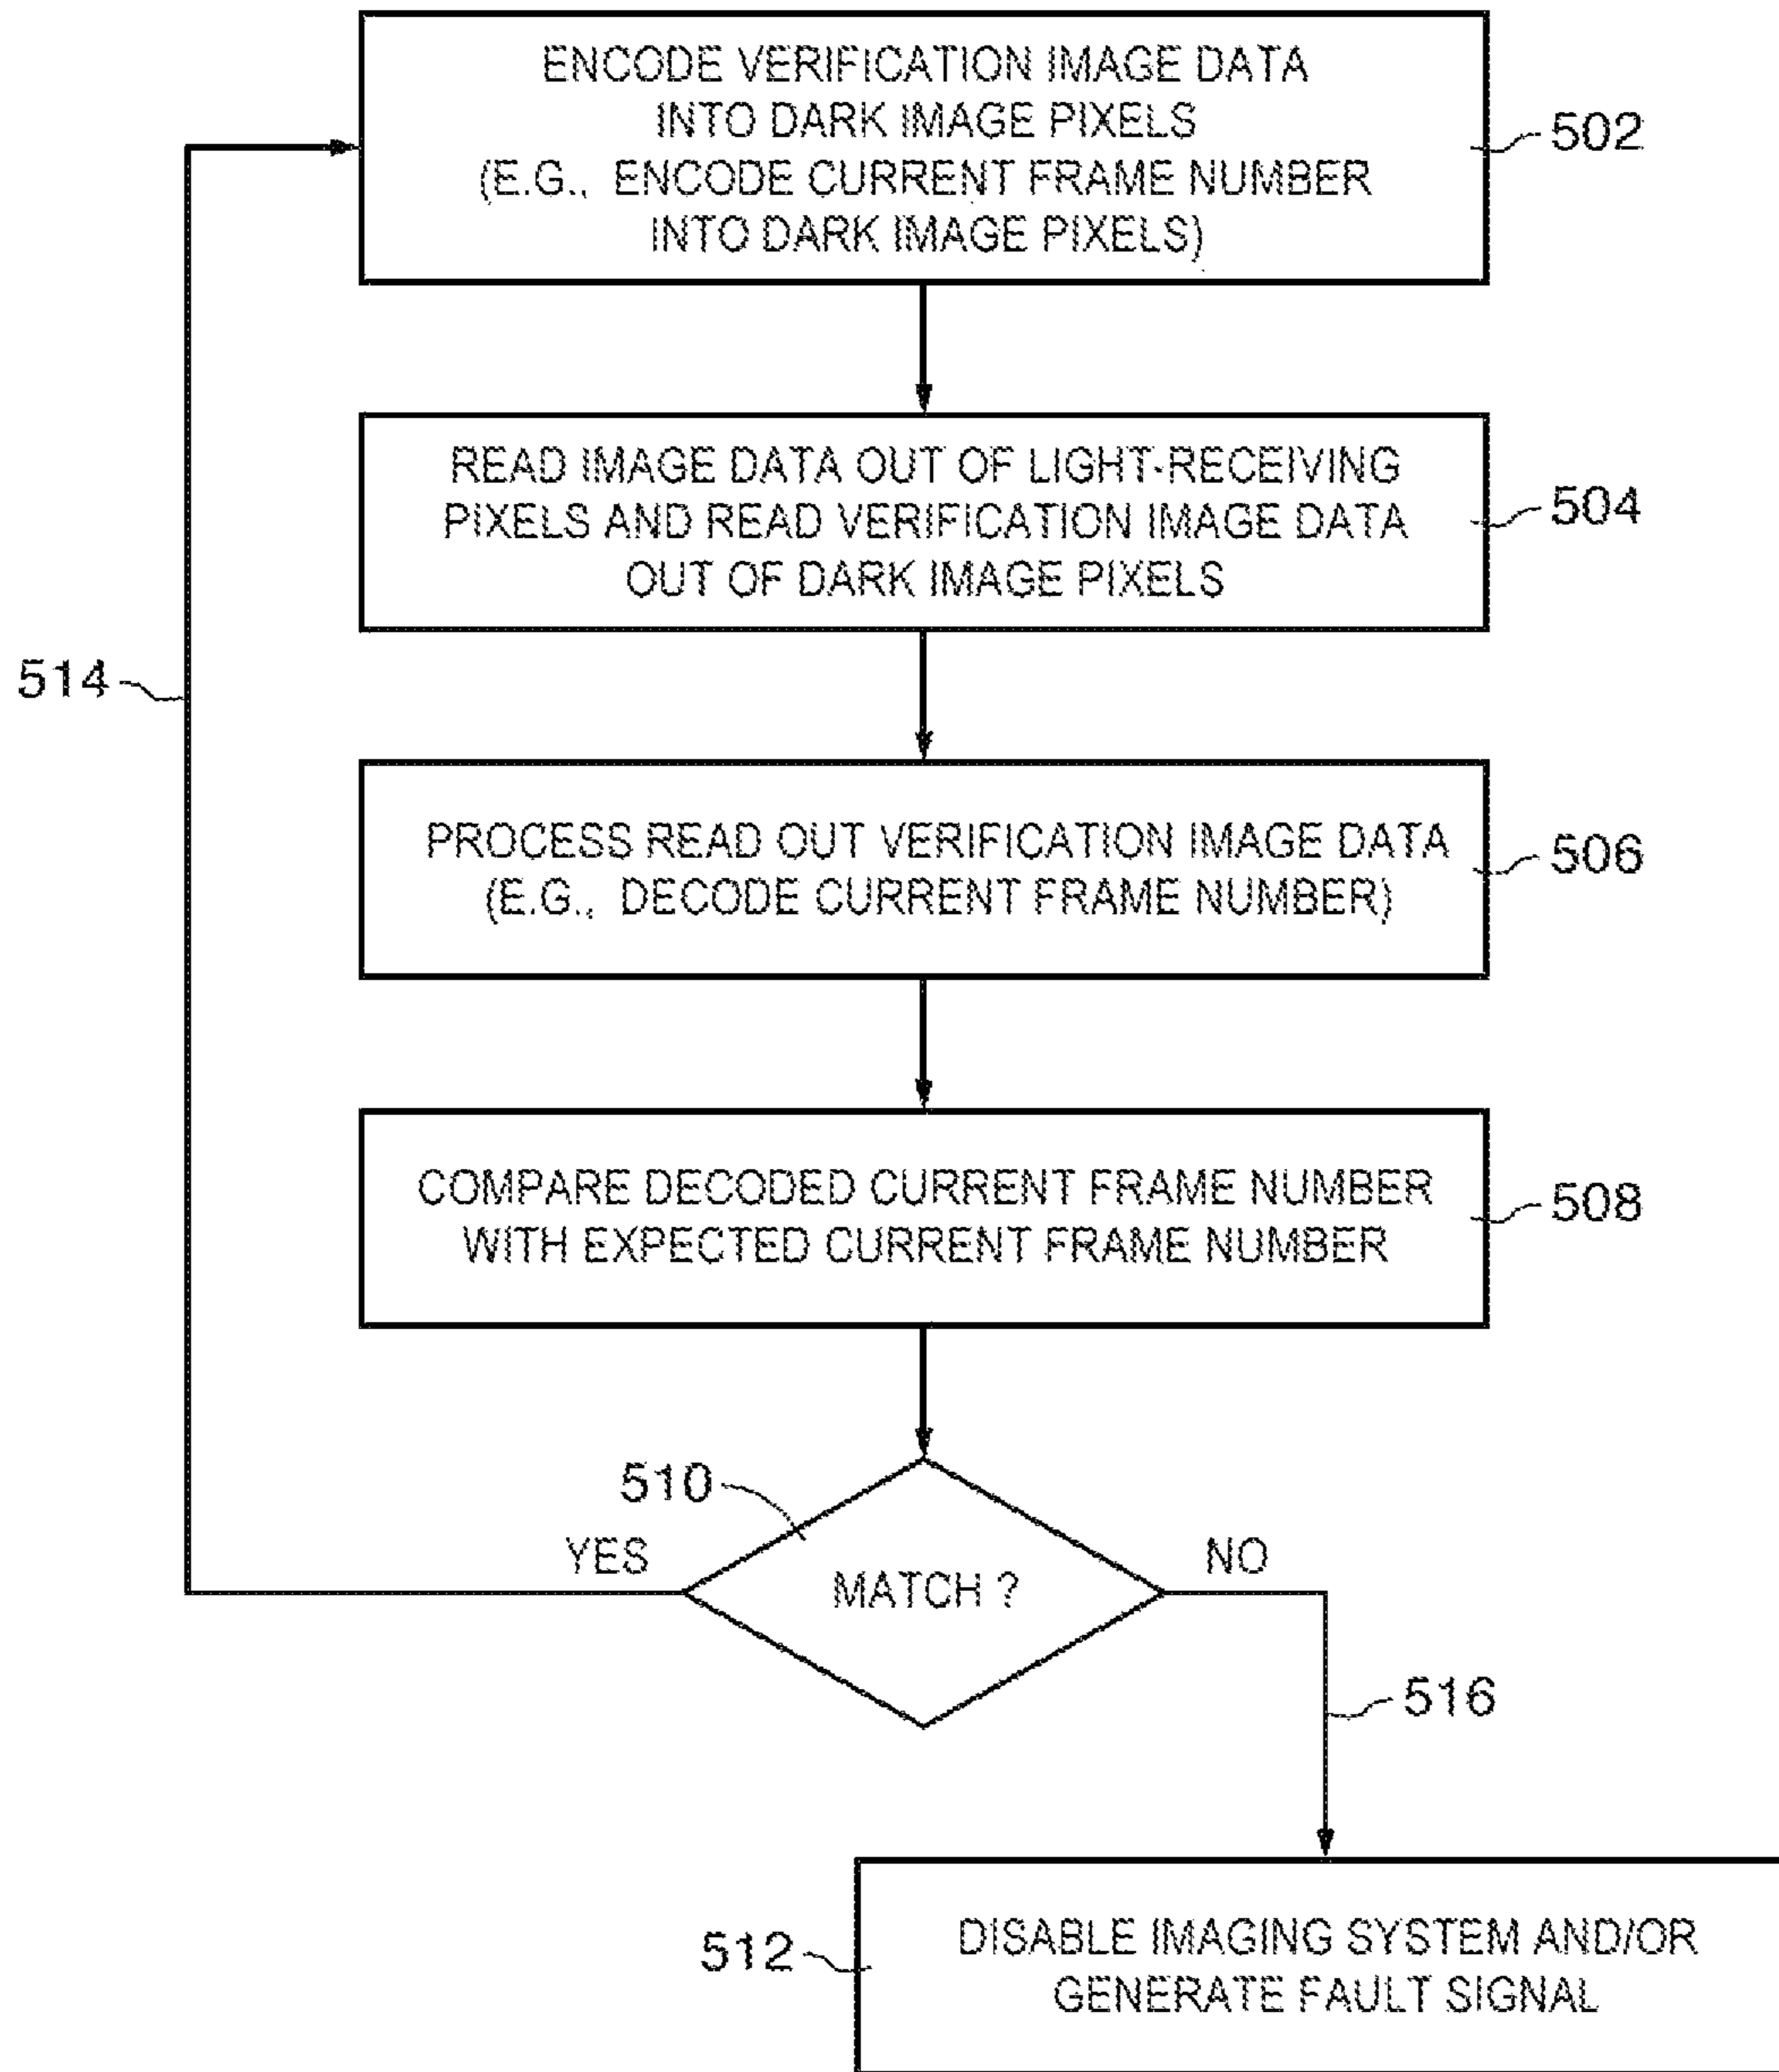 ENCODE VERIFICATION IMAGE DATA
INTO DARK IMAGE PIXELS
(E.G., ENCODE CURRENT FRAME NUMBER
INTO DARK IMAGE PIXELS)
502
READ IMAGE DATA OUT OF LIGHT-RECEIVING
PIXELS AND READ VERIFICATION IMAGE DATA
OUT OF DARK IMAGE PIXELS
504
514
PROCESS READ OUT VERIFICATION IMAGE DATA
(E.G., DECODE CURRENT FRAME NUMBER)
506
COMPARE DECODED CURRENT FRAME NUMBER
WITH EXPECTED CURRENT FRAME NUMBER
508
510
YES
MATCH ?
NO
516
512
DISABLE IMAGING SYSTEM AND/OR
GENERATE FAULT SIGNAL